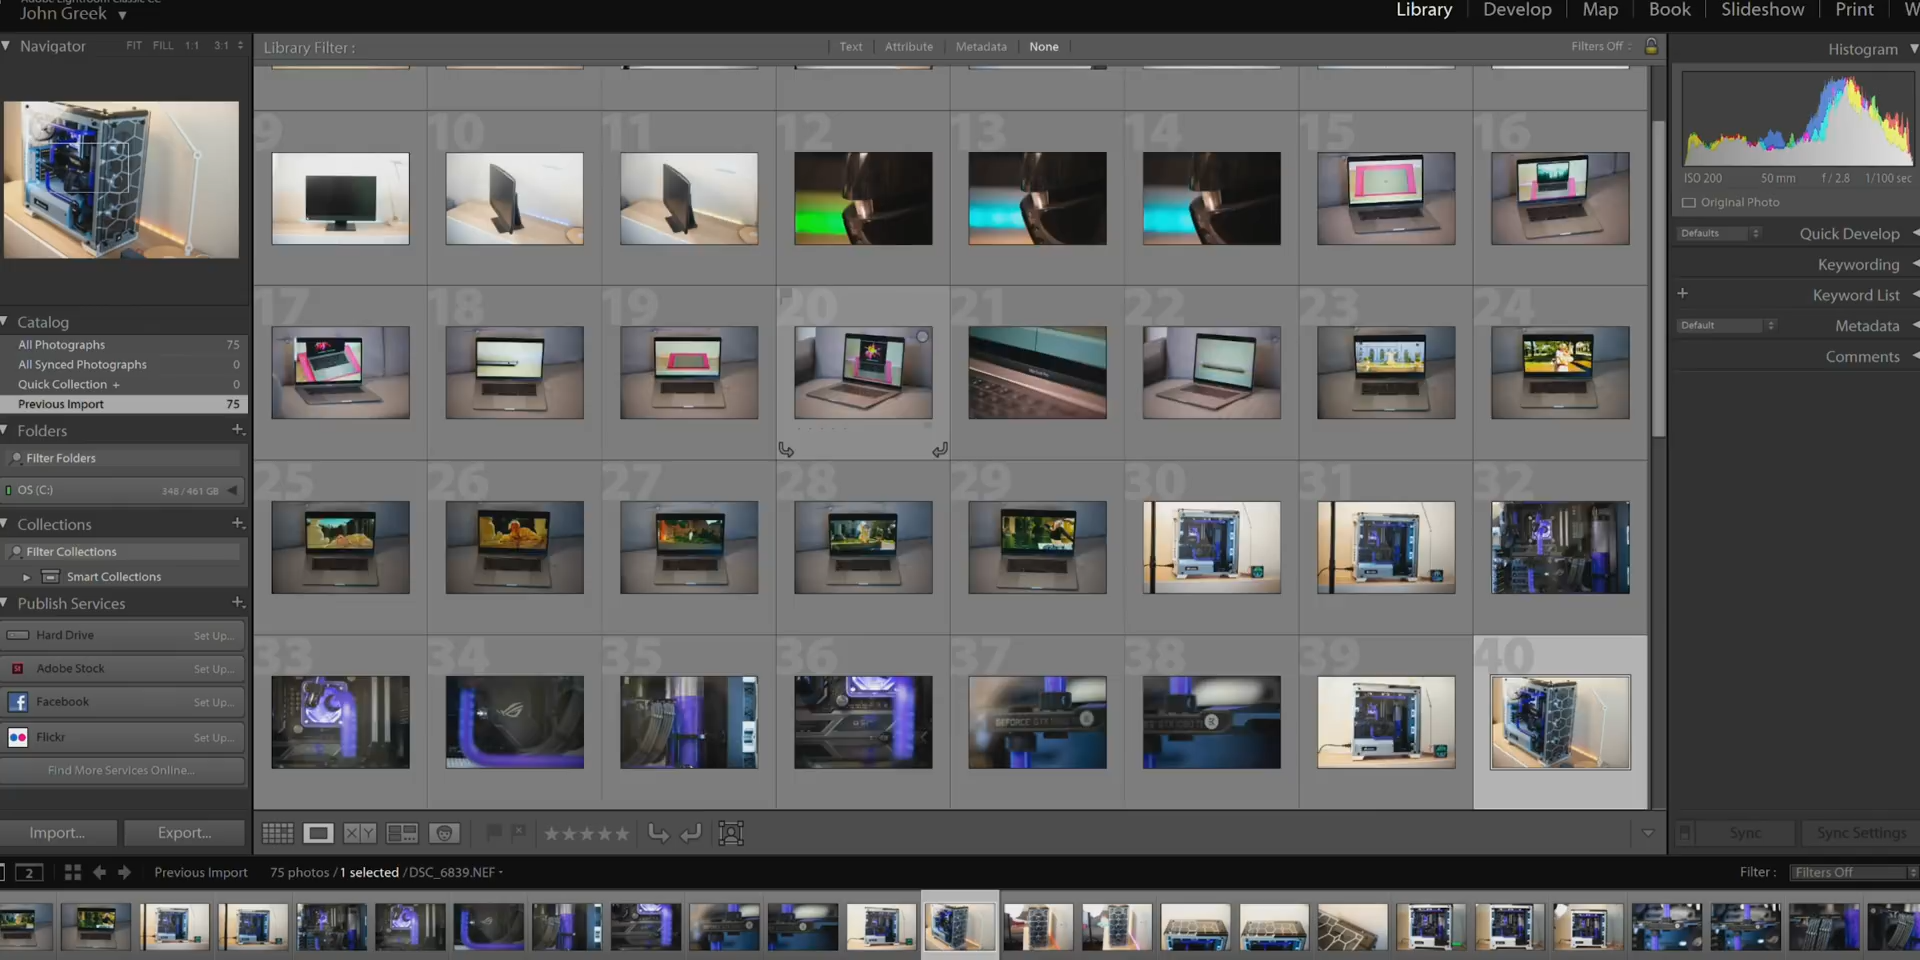 Adobe Lightroom Classic CC
John Greek
Library
Develop
Map
Book
Slideshow
Print
W
Navigator
FIT
FILL
1:1
3:1
Library Filter :
Text
Attribute
Metadata
None
Filters Off
Histogram
ISO 200
50 mm
f / 2.8
1/100 sec
Original Photo
Defaults
Quick Develop
Keywording
Keyword List
Default
Metadata
Comments
Catalog
All Photographs 75
All Synced Photographs 0
Quick Collection + 0
Previous Import 75
Folders
Filter Folders
OS (C:) 348 / 461 GB
Collections
Filter Collections
Smart Collections
Publish Services
Hard Drive Set Up...
Adobe Stock Set Up...
Facebook Set Up...
Flickr Set Up...
Find More Services Online...
Import...
Export...
9 10 11 12 13 14 15 16
17 18 19 20 21 22 23 24
25 26 27 28 29 30 31 32
33 34 35 36 37 38 39 40
GEFORCE GTX
X Y
Sync
Sync Settings
2
Previous Import
75 photos / 1 selected / DSC_6839.NEF
Filter :
Filters Off